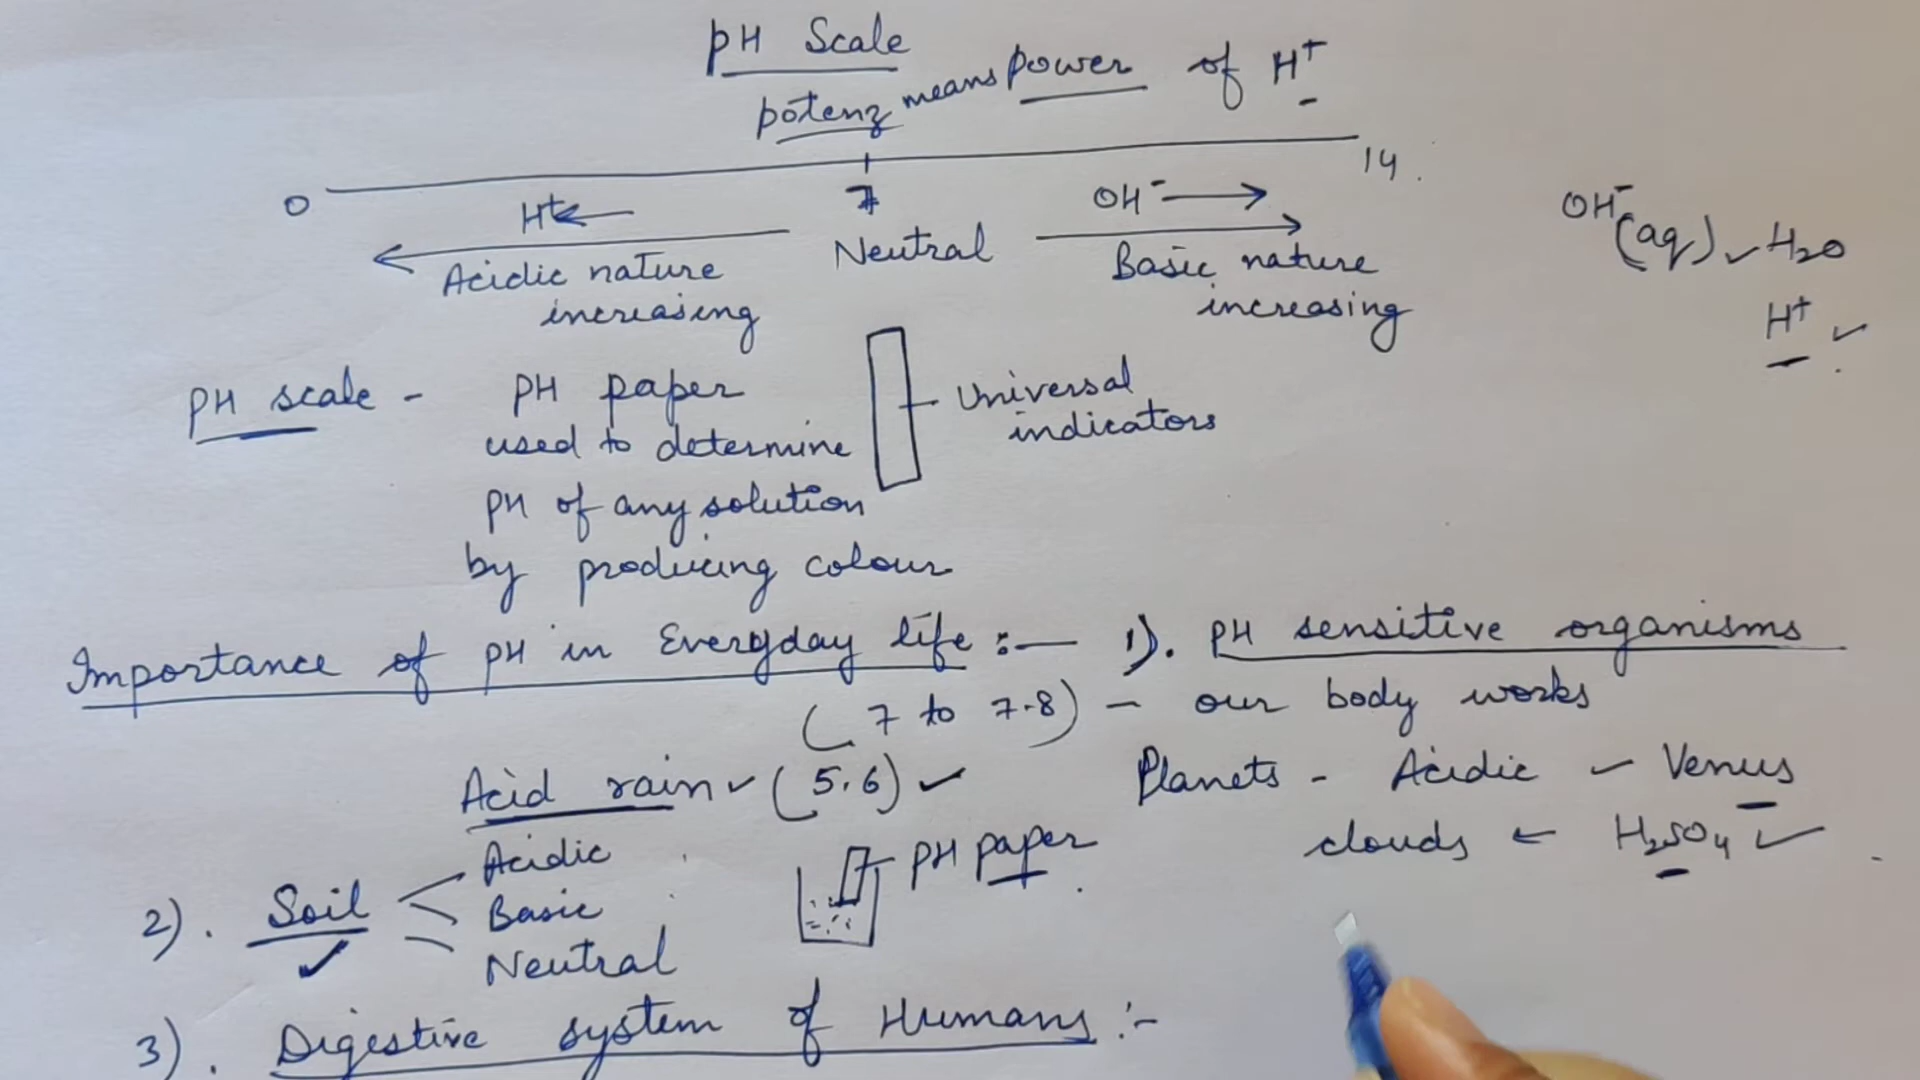 pH Scale
potenz means power of H+
0 7 14
H+ ← OH- →
Neutral
Acidic nature increasing
Basic nature increasing
OH-(aq) ✓ H2O
H+ ✓
pH scale - pH paper
used to determine
pH of any solution
by producing colour
Universal
indicators
Importance of pH in Everyday life :— 1). pH sensitive organisms
(7 to 7.8) - our body works
Acid rain ✓ (5.6) ✓
Planets - Acidic - Venus
clouds ← H2SO4 ✓
2). Soil ✓
Acidic
Basic
Neutral
pH paper
3). Digestive system of Humans :-